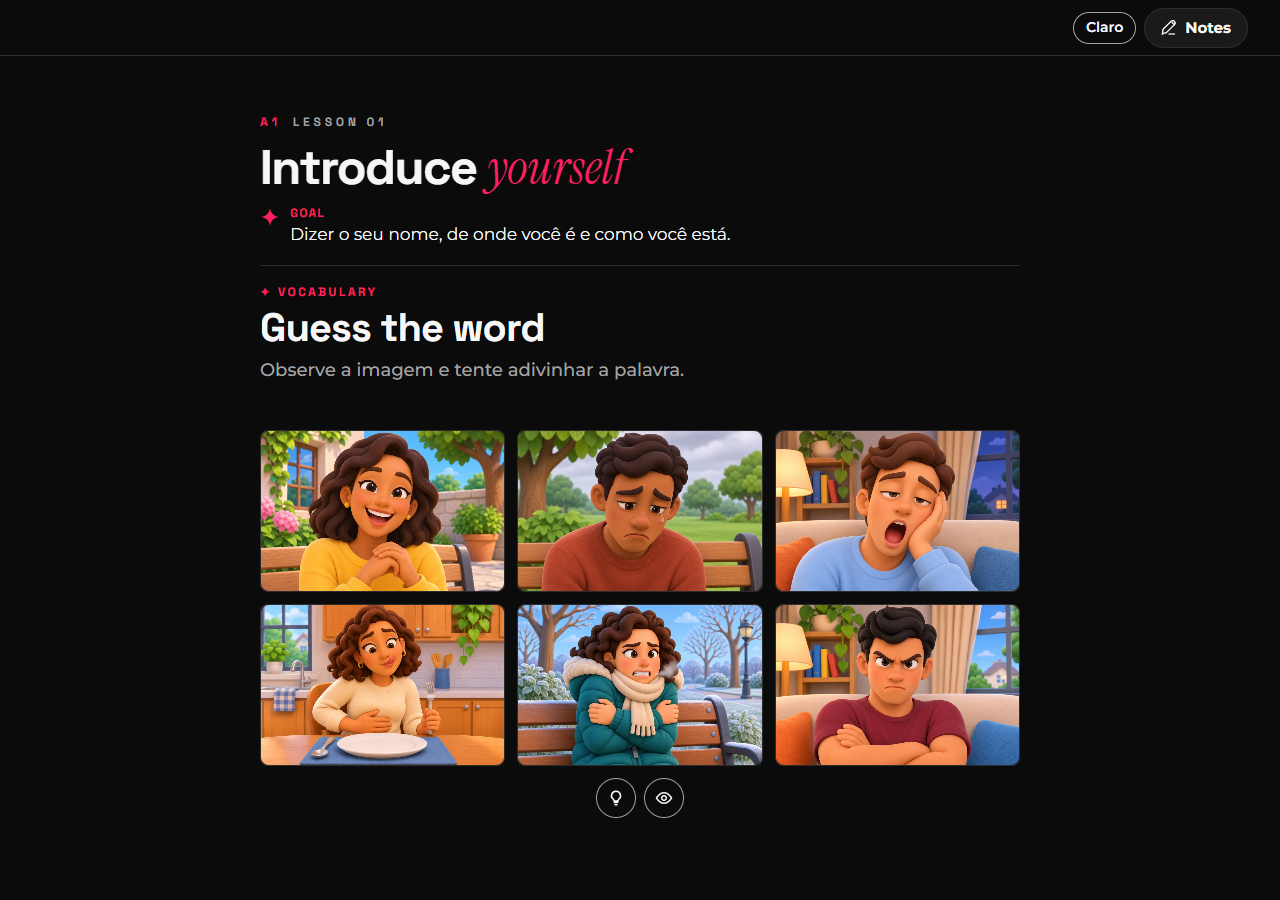 Claro
Notes
A1 LESSON 01
Introduce yourself
GOAL
Dizer o seu nome, de onde você é e como você está.
VOCABULARY
Guess the word
Observe a imagem e tente adivinhar a palavra.